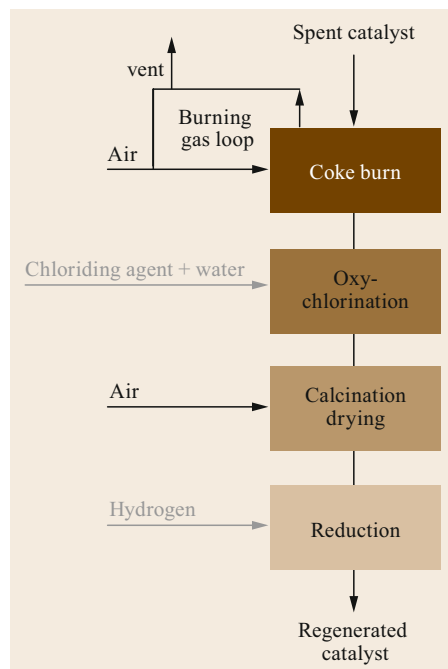 Spent catalyst
vent
Burning
gas loop
Air
Coke burn
Chloriding agent + water
Oxy-
chlorination
Air
Calcination
drying
Hydrogen
Reduction
Regenerated
catalyst